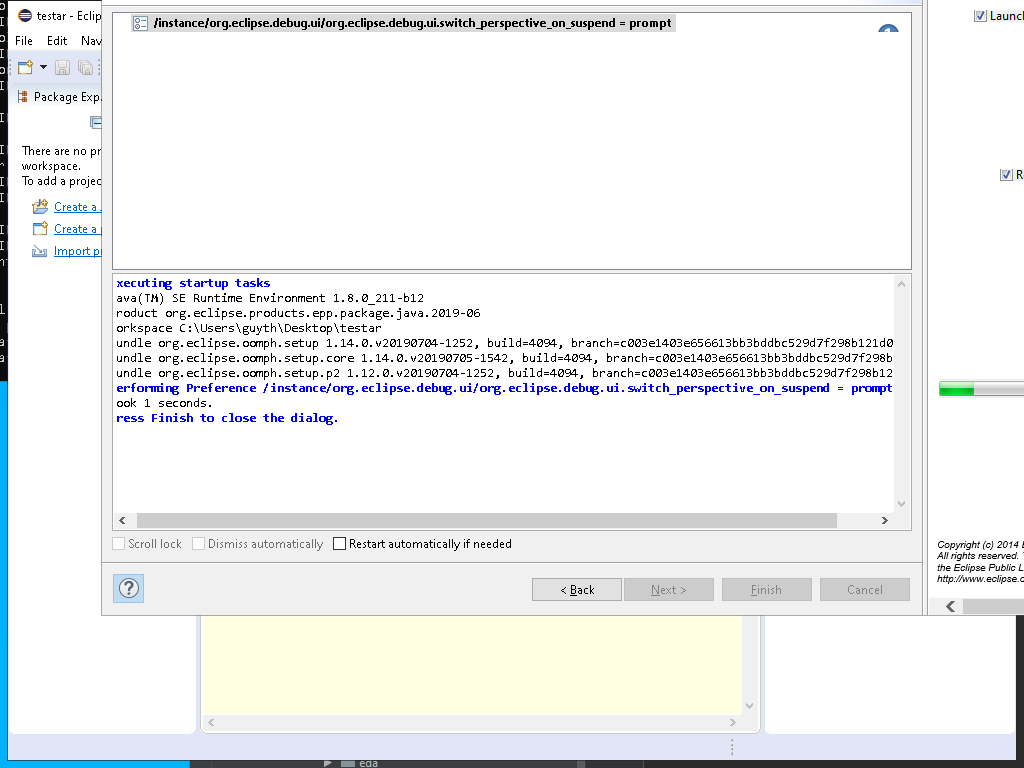 testar - Eclip
File Edit Nav
Package Exp
There are no pr
workspace.
To add a projec
Create a
Create a
Import p
/instance/org.eclipse.debug.ui/org.eclipse.debug.ui.switch_perspective_on_suspend = prompt
xecuting startup tasks
ava(TM) SE Runtime Environment 1.8.0_211-b12
roduct org.eclipse.products.epp.package.java.2019-06
orkspace C:\Users\guyth\Desktop\testar
undle org.eclipse.oomph.setup 1.14.0.v20190704-1252, build=4094, branch=c003e1403e656613bb3bddbc529d7f298b121d0
undle org.eclipse.oomph.setup.core 1.14.0.v20190705-1542, build=4094, branch=c003e1403e656613bb3bddbc529d7f298b
undle org.eclipse.oomph.setup.p2 1.12.0.v20190704-1252, build=4094, branch=c003e1403e656613bb3bddbc529d7f298b12
erforming Preference /instance/org.eclipse.debug.ui/org.eclipse.debug.ui.switch_perspective_on_suspend = prompt
ook 1 seconds.
ress Finish to close the dialog.
Scroll lock Dismiss automatically Restart automatically if needed
? < Back Next > Finish Cancel
Launch
R
Copyright (c) 2014 E
All rights reserved. T
the Eclipse Public L
http://www.eclipse.o
eda